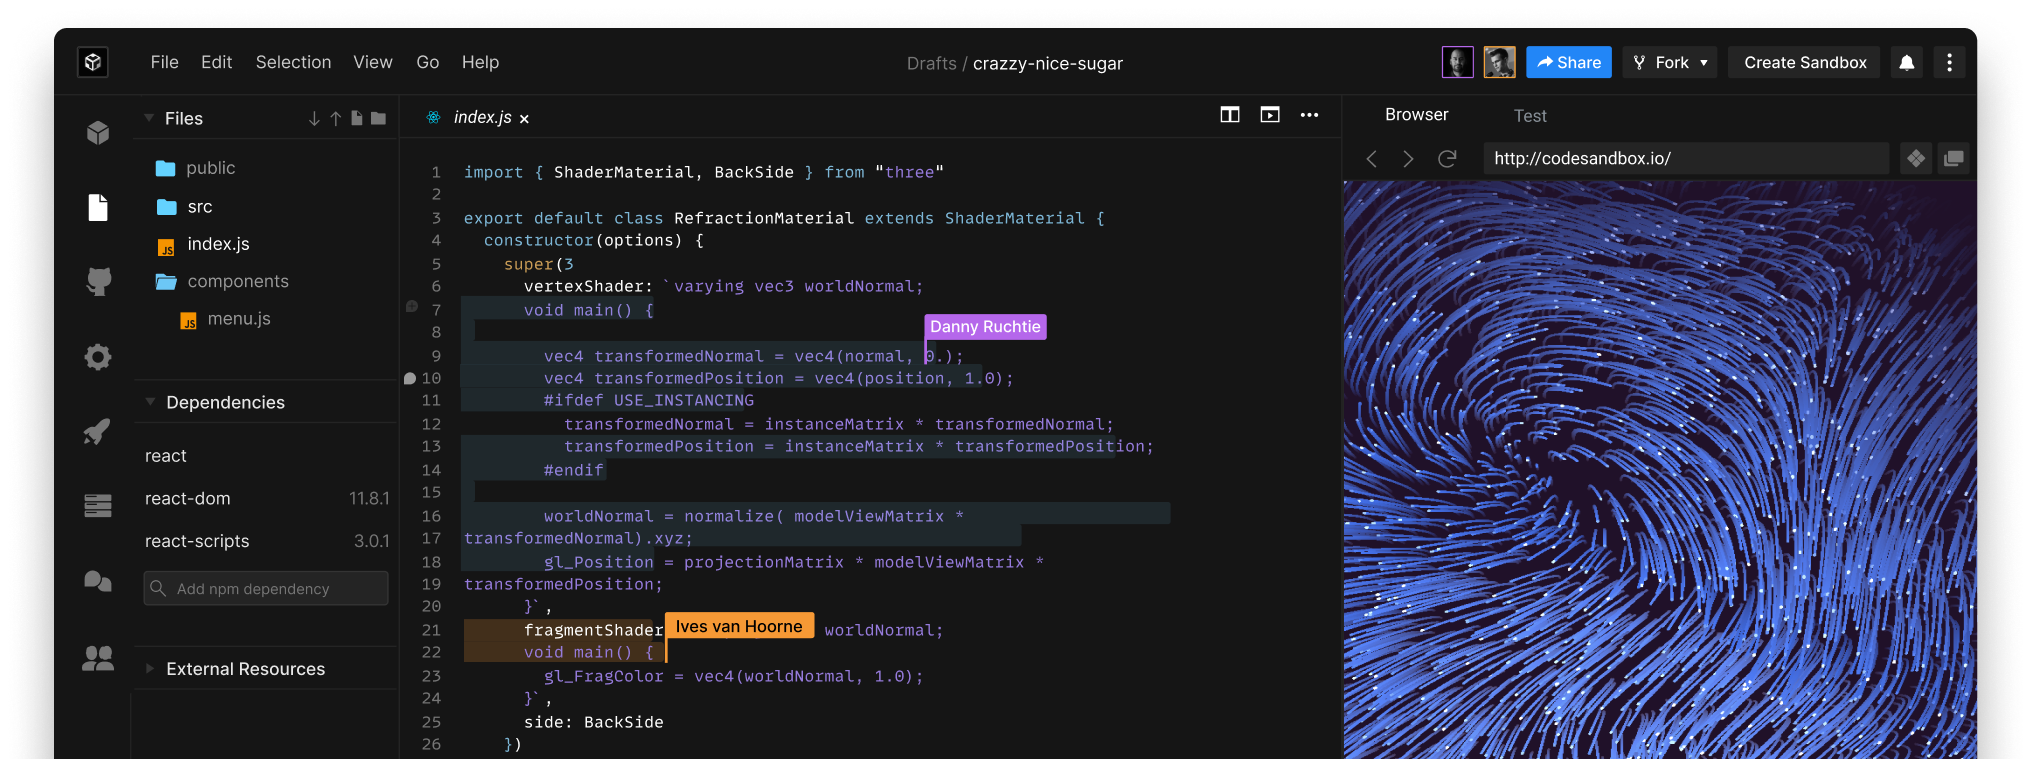 File Edit Selection View Go Help
Drafts / crazzy-nice-sugar
Share Fork Create Sandbox
Files
public
src
JS index.js
components
JS menu.js
Dependencies
react
react-dom 11.8.1
react-scripts 3.0.1
Add npm dependency
External Resources
index.js ×
1 import { ShaderMaterial, BackSide } from "three"
2
3 export default class RefractionMaterial extends ShaderMaterial {
4 constructor(options) {
5 super(3
6 vertexShader: `varying vec3 worldNormal;
7 void main() {
8
Danny Ruchtie
9 vec4 transformedNormal = vec4(normal, 0.);
10 vec4 transformedPosition = vec4(position, 1.0);
11 #ifdef USE_INSTANCING
12 transformedNormal = instanceMatrix * transformedNormal;
13 transformedPosition = instanceMatrix * transformedPosition;
14 #endif
15
16 worldNormal = normalize( modelViewMatrix *
17 transformedNormal).xyz;
18 gl_Position = projectionMatrix * modelViewMatrix *
19 transformedPosition;
20 }`,
21 fragmentShader worldNormal;
Ives van Hoorne
22 void main() {
23 gl_FragColor = vec4(worldNormal, 1.0);
24 }`,
25 side: BackSide
26 })
Browser Test
http://codesandbox.io/